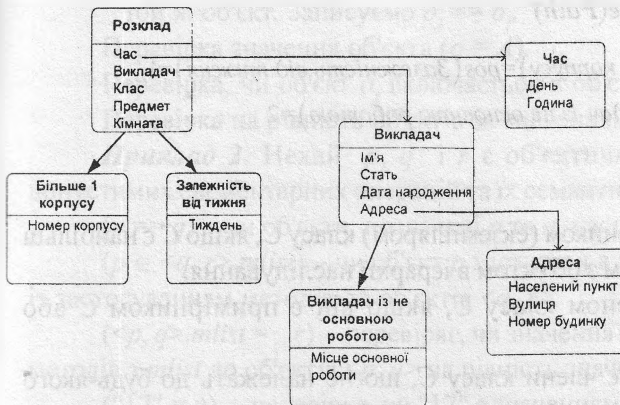 Розклад
Час
Викладач
Клас
Предмет
Кімната
Час
День
Година
Викладач
Ім'я
Стать
Дата народження
Адреса
Більше 1
корпусу
Номер корпусу
Залежність
від тижня
Тиждень
Адреса
Населений пункт
Вулиця
Номер будинку
Викладач із не
основною
роботою
Місце основної
роботи